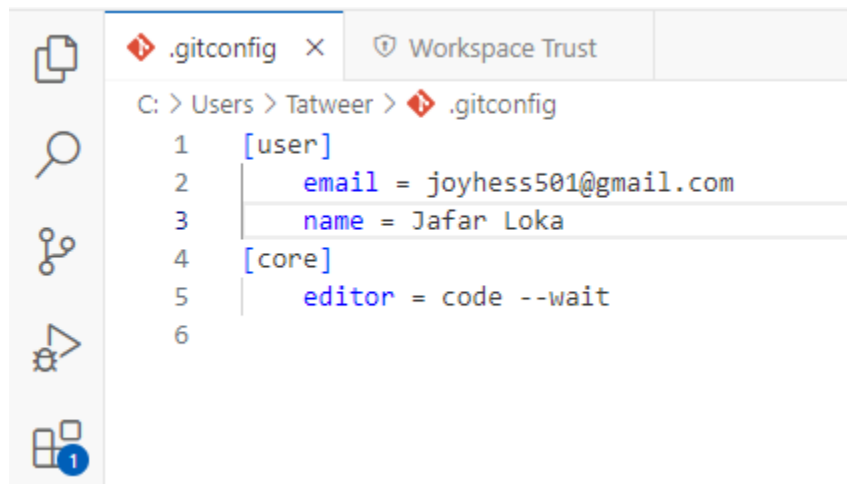 .gitconfig × Workspace Trust
C: > Users > Tatweer > .gitconfig
1 [user]
2 email = joyhess501@gmail.com
3 name = Jafar Loka
4 [core]
5 editor = code --wait
6
1